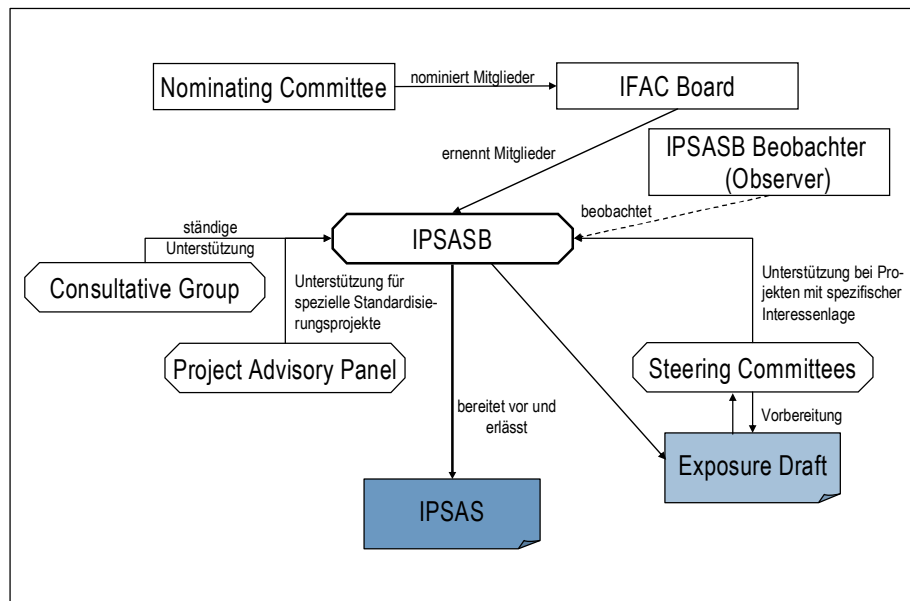 Nominating Committee
nominiert Mitglieder
IFAC Board
ernennt Mitglieder
IPSASB Beobachter
(Observer)
beobachtet
ständige
Unterstützung
IPSASB
Consultative Group
Unterstützung für
spezielle Standardisie-
rungsprojekte
Unterstützung bei Pro-
jekten mit spezifischer
Interessenlage
Project Advisory Panel
Steering Committees
bereitet vor und
erlässt
Vorbereitung
Exposure Draft
IPSAS